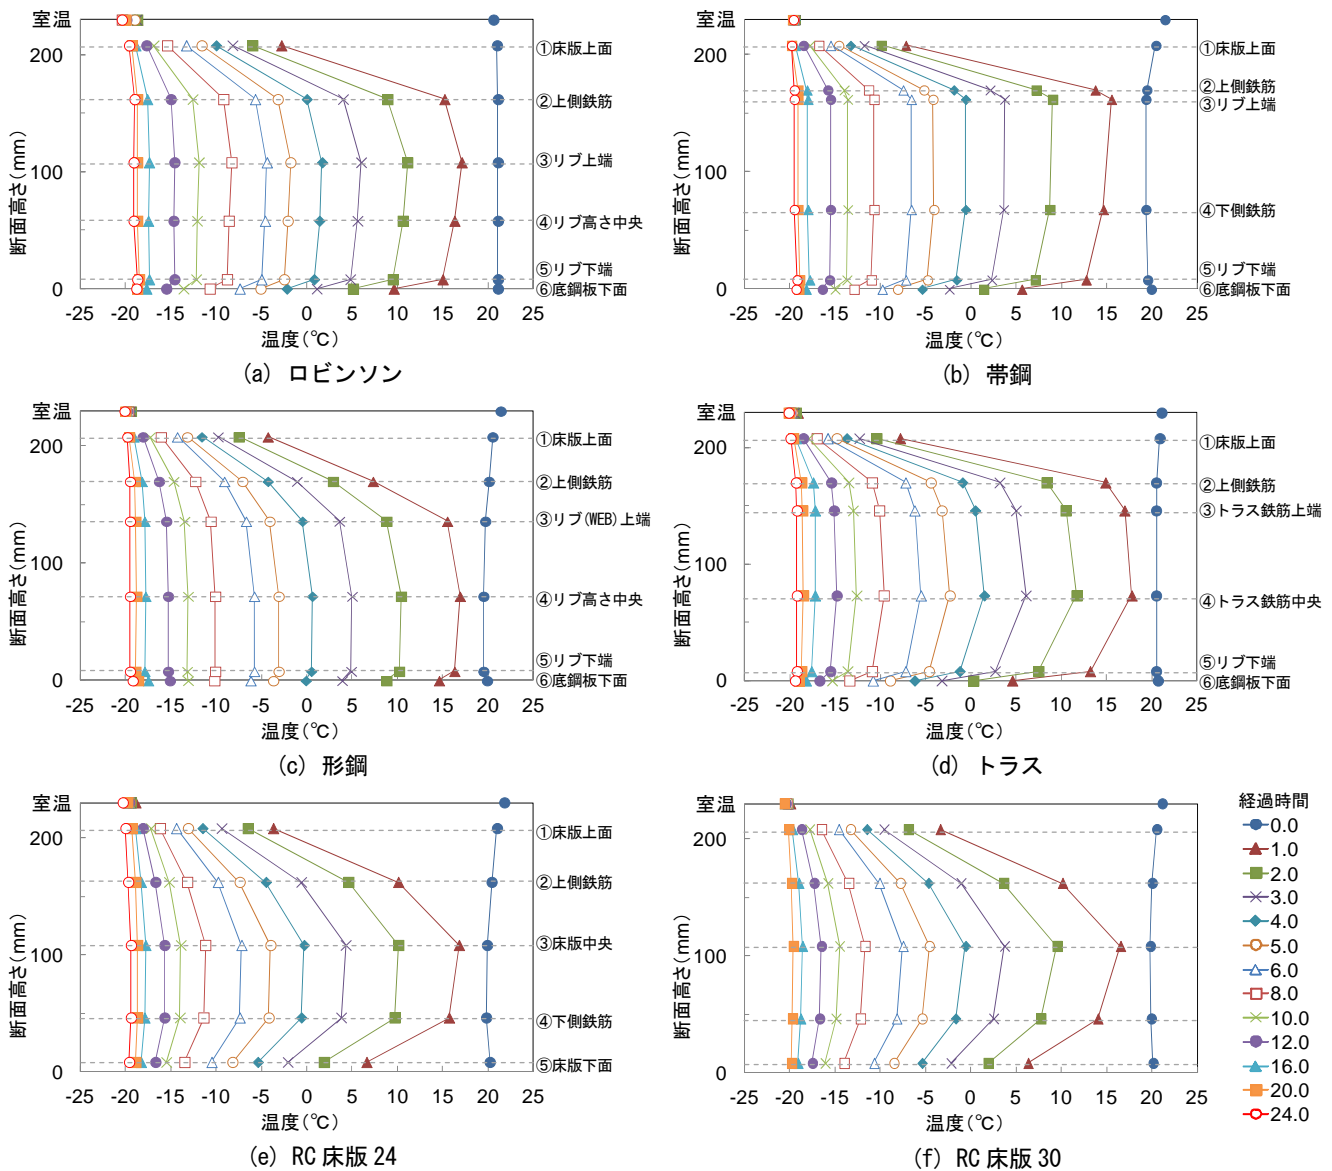 室温
200
100
0
断面高さ(mm)
①床版上面
②上側鉄筋
③リブ上端
④リブ高さ中央
⑤リブ下端
⑥底鋼板下面
-25 -20 -15 -10 -5 0 5 10 15 20 25
温度(℃)
(a) ロビンソン
室温
200
100
0
断面高さ(mm)
①床版上面
②上側鉄筋
③リブ上端
④下側鉄筋
⑤リブ下端
⑥底鋼板下面
-25 -20 -15 -10 -5 0 5 10 15 20 25
温度(℃)
(b) 帯鋼
室温
200
100
0
断面高さ(mm)
①床版上面
②上側鉄筋
③リブ(WEB)上端
④リブ高さ中央
⑤リブ下端
⑥底鋼板下面
-25 -20 -15 -10 -5 0 5 10 15 20 25
温度(℃)
(c) 形鋼
室温
200
100
0
断面高さ(mm)
①床版上面
②上側鉄筋
③トラス鉄筋上端
④トラス鉄筋中央
⑤リブ下端
⑥底鋼板下面
-25 -20 -15 -10 -5 0 5 10 15 20 25
温度(℃)
(d) トラス
室温
200
100
0
断面高さ(mm)
①床版上面
②上側鉄筋
③床版中央
④下側鉄筋
⑤床版下面
-25 -20 -15 -10 -5 0 5 10 15 20 25
温度(℃)
(e) RC 床版 24
室温
200
100
0
断面高さ(mm)
-25 -20 -15 -10 -5 0 5 10 15 20 25
温度(℃)
(f) RC 床版 30
経過時間
0.0
1.0
2.0
3.0
4.0
5.0
6.0
8.0
10.0
12.0
16.0
20.0
24.0